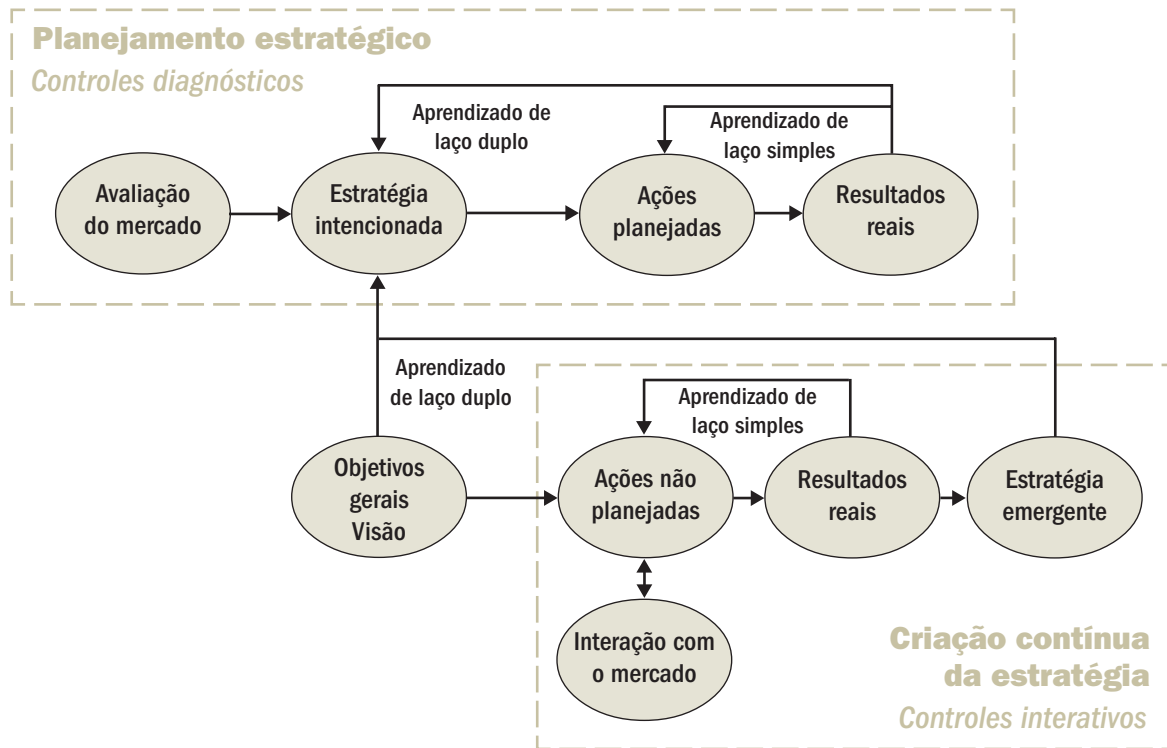 Planejamento estratégico
Controles diagnósticos
Aprendizado de
laço duplo
Aprendizado de
laço simples
Avaliação
do mercado
Estratégia
intencionada
Ações
planejadas
Resultados
reais
Aprendizado
de laço duplo
Aprendizado de
laço simples
Objetivos
gerais
Visão
Ações não
planejadas
Resultados
reais
Estratégia
emergente
Interação com
o mercado
Criação contínua
da estratégia
Controles interativos